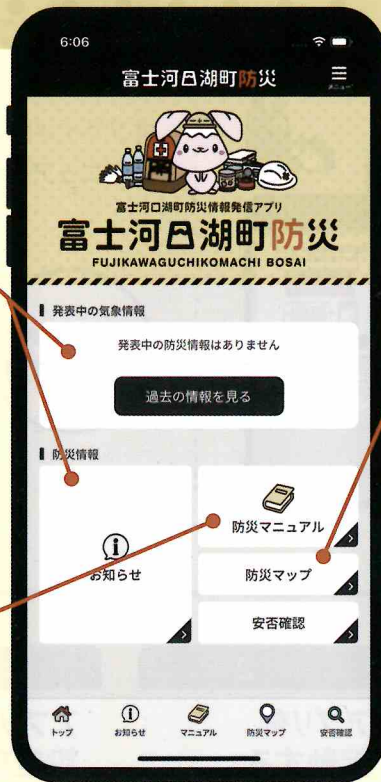 6:06
富士河口湖町防災
メニュー
富士河口湖町防災情報発信アプリ
富士河口湖町防災
FUJIKAWAGUCHIKOMACHI BOSAI
発表中の気象情報
発表中の防災情報はありません
過去の情報を見る
防災情報
お知らせ
防災マニュアル
防災マップ
安否確認
トップ お知らせ マニュアル 防災マップ 安否確認